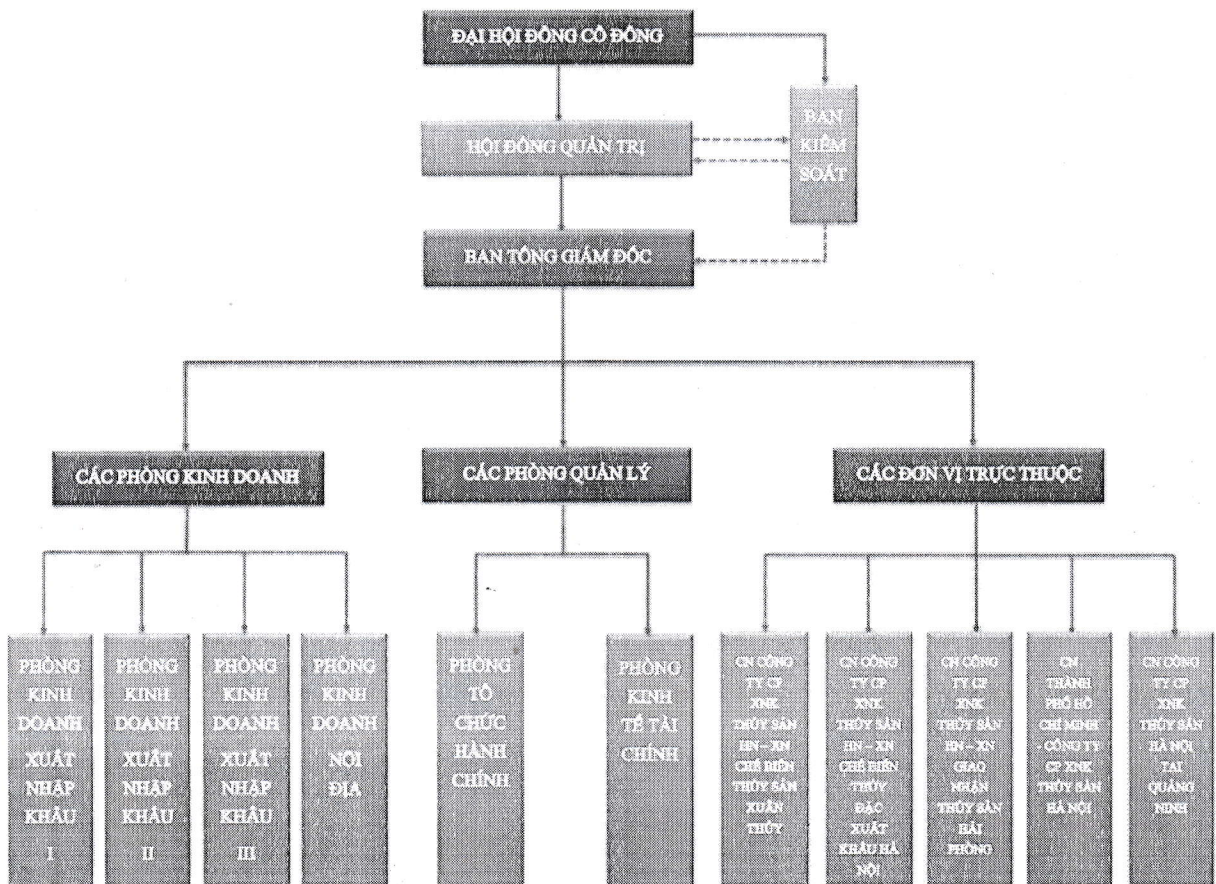 ĐẠI HỘI ĐỒNG CỔ ĐÔNG
BAN
KIỂM
SOÁT
HỘI ĐỒNG QUẢN TRỊ
BAN TỔNG GIÁM ĐỐC
CÁC PHÒNG KINH DOANH
CÁC PHÒNG QUẢN LÝ
CÁC ĐƠN VỊ TRỰC THUỘC
PHÒNG
KINH
DOANH
XUẤT
NHẬP
KHẨU
I
PHÒNG
KINH
DOANH
XUẤT
NHẬP
KHẨU
II
PHÒNG
KINH
DOANH
XUẤT
NHẬP
KHẨU
III
PHÒNG
KINH
DOANH
NỘI
ĐỊA
PHÒNG
TỔ
CHỨC
HÀNH
CHÍNH
PHÒNG
KINH
TẾ TÀI
CHÍNH
CN CÔNG
TY CP
XNK
THỦY SẢN
HN – XN
CHẾ BIẾN
THỦY SẢN
XUÂN
THỦY
CN CÔNG
TY CP
XNK
THỦY SẢN
HN – XN
CHẾ BIẾN
THỦY
ĐẶC
XUẤT
KHẨU HÀ
NỘI
CN CÔNG
TY CP
XNK
THỦY SẢN
HN – XN
GIAO
NHẬN
THỦY SẢN
HẢI
PHÒNG
CN
THÀNH
PHỐ HỒ
CHÍ MINH
- CÔNG TY
CP XNK
THỦY SẢN
HÀ NỘI
CN CÔNG
TY CP
XNK
THỦY SẢN
HÀ NỘI
TẠI
QUẢNG
NINH